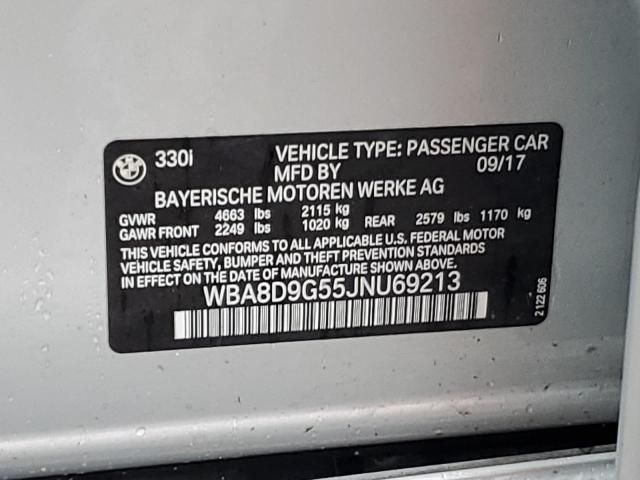 BMW
330i VEHICLE TYPE: PASSENGER CAR
MFD BY 09/17
BAYERISCHE MOTOREN WERKE AG
GVWR 4663 lbs 2115 kg
GAWR FRONT 2249 lbs 1020 kg REAR 2579 lbs 1170 kg
THIS VEHICLE CONFORMS TO ALL APPLICABLE U.S. FEDERAL MOTOR
VEHICLE SAFETY, BUMPER AND THEFT PREVENTION STANDARDS
IN EFFECT ON THE DATE OF MANUFACTURE SHOWN ABOVE.
WBA8D9G55JNU69213
2 122 606